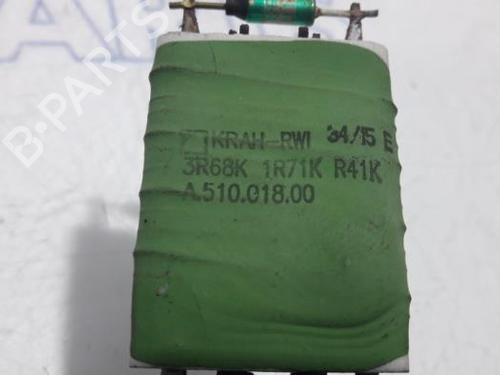 KRAH-RWI 34/15 E
3R68K 1R71K R41K
A.510.018.00
B-PARTS